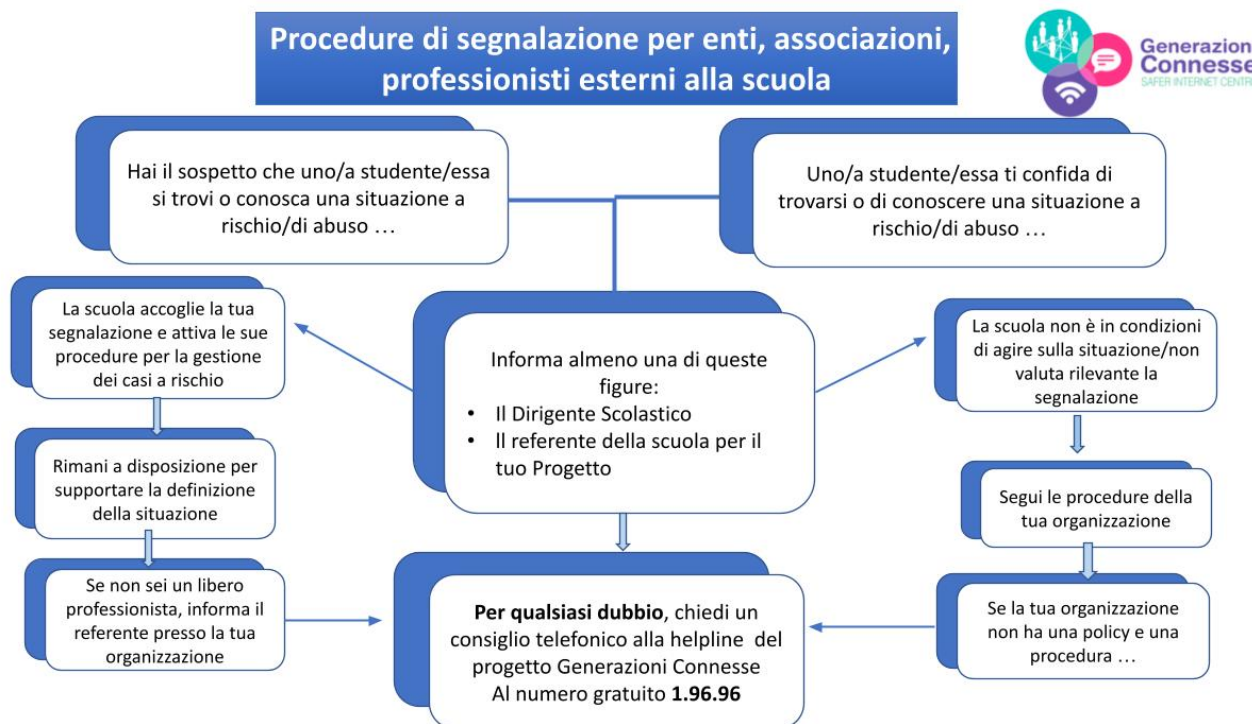 Procedure di segnalazione per enti, associazioni,
professionisti esterni alla scuola
Generazioni
Connesse
SAFER INTERNET CENTRE
Hai il sospetto che uno/a studente/essa
si trovi o conosca una situazione a
rischio/di abuso …
Uno/a studente/essa ti confida di
trovarsi o di conoscere una situazione a
rischio/di abuso …
La scuola accoglie la tua
segnalazione e attiva le sue
procedure per la gestione
dei casi a rischio
Informa almeno una di queste
figure:
• Il Dirigente Scolastico
• Il referente della scuola per il
tuo Progetto
La scuola non è in condizioni
di agire sulla situazione/non
valuta rilevante la
segnalazione
Rimani a disposizione per
supportare la definizione
della situazione
Segui le procedure della
tua organizzazione
Se non sei un libero
professionista, informa il
referente presso la tua
organizzazione
Per qualsiasi dubbio, chiedi un
consiglio telefonico alla helpline del
progetto Generazioni Connesse
Al numero gratuito 1.96.96
Se la tua organizzazione
non ha una policy e una
procedura …